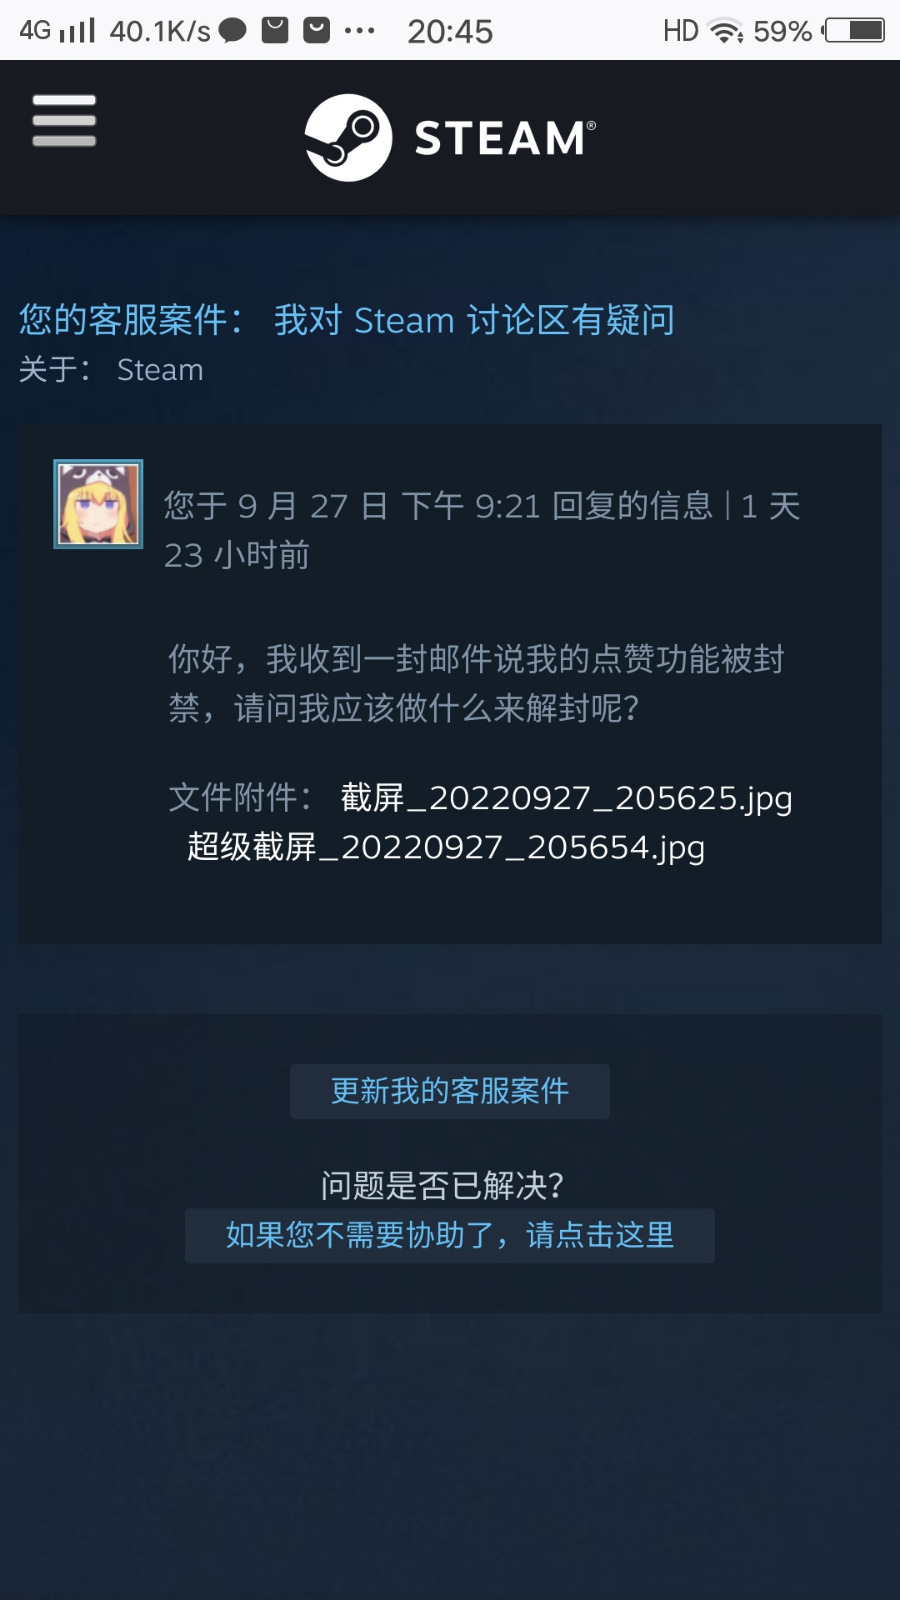 4G 40.1K/s 20:45 HD 59%
STEAM®
您的客服案件： 我对 Steam 讨论区有疑问
关于： Steam
您于 9 月 27 日 下午 9:21 回复的信息 | 1 天
23 小时前
你好，我收到一封邮件说我的点赞功能被封
禁，请问我应该做什么来解封呢？
文件附件： 截屏_20220927_205625.jpg
超级截屏_20220927_205654.jpg
更新我的客服案件
问题是否已解决？
如果您不需要协助了，请点击这里